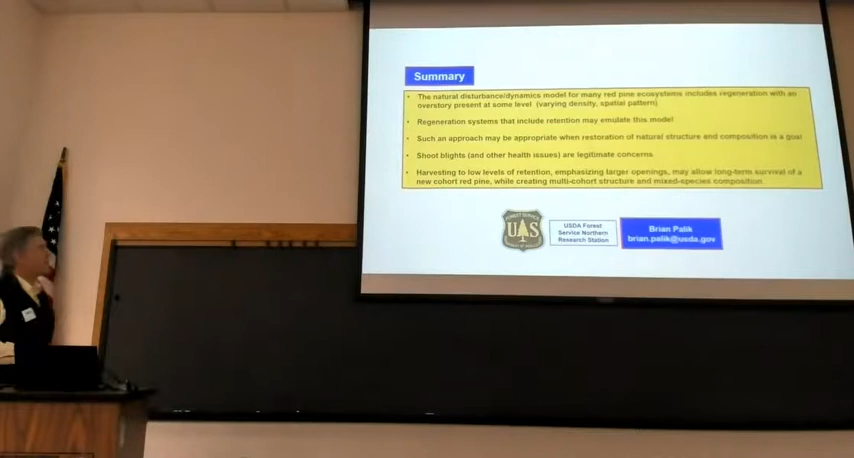 Summary
• The natural disturbance/dynamics model for many red pine ecosystems includes regeneration with an
overstory present at some level (varying density, spatial pattern)
• Regeneration systems that include retention may emulate this model
• Such an approach may be appropriate when restoration of natural structure and composition is a goal
• Shoot blights (and other health issues) are legitimate concerns
• Harvesting to low levels of retention, emphasizing larger openings, may allow long-term survival of a
new cohort red pine, while creating multi-cohort structure and mixed-species composition.
FOREST SERVICE
U S
USDA Forest
Service Northern
Research Station
Brian Palik
brian.palik@usda.gov